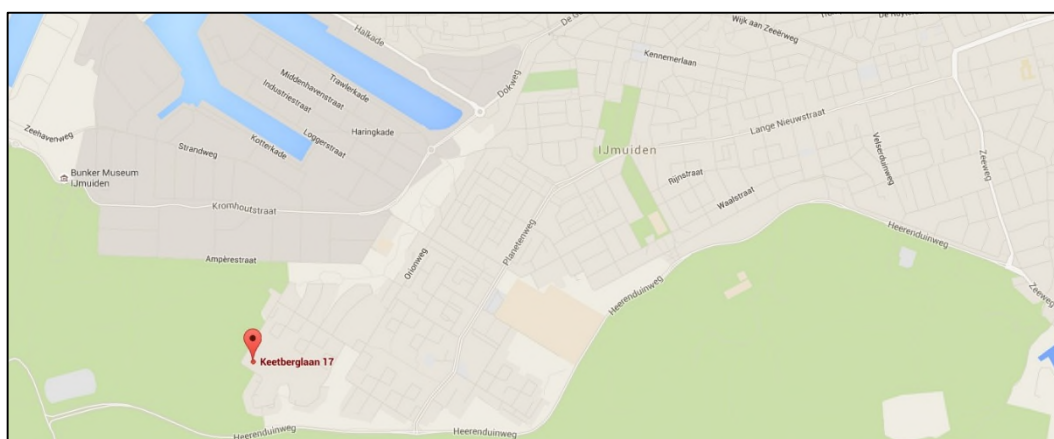 Halkade
Wijk aan Zeeërweg
Kennemerlaan
Trawlerkade
Middenhavenstraat
Industriestraat
Dokweg
Haringkade
Loggerstraat
Kotterkade
Lange Nieuwstraat
Zeehavenweg
Strandweg
IJmuiden
Velserduinweg
Zeeweg
Bunker Museum
IJmuiden
Rijnstraat
Waalstraat
Kromhoutstraat
Planetenweg
Heerenduinweg
Ampèrestraat
Orionweg
Heerenduinweg
Zeeweg
Keetberglaan 17
Heerenduinweg
Heerenduinweg